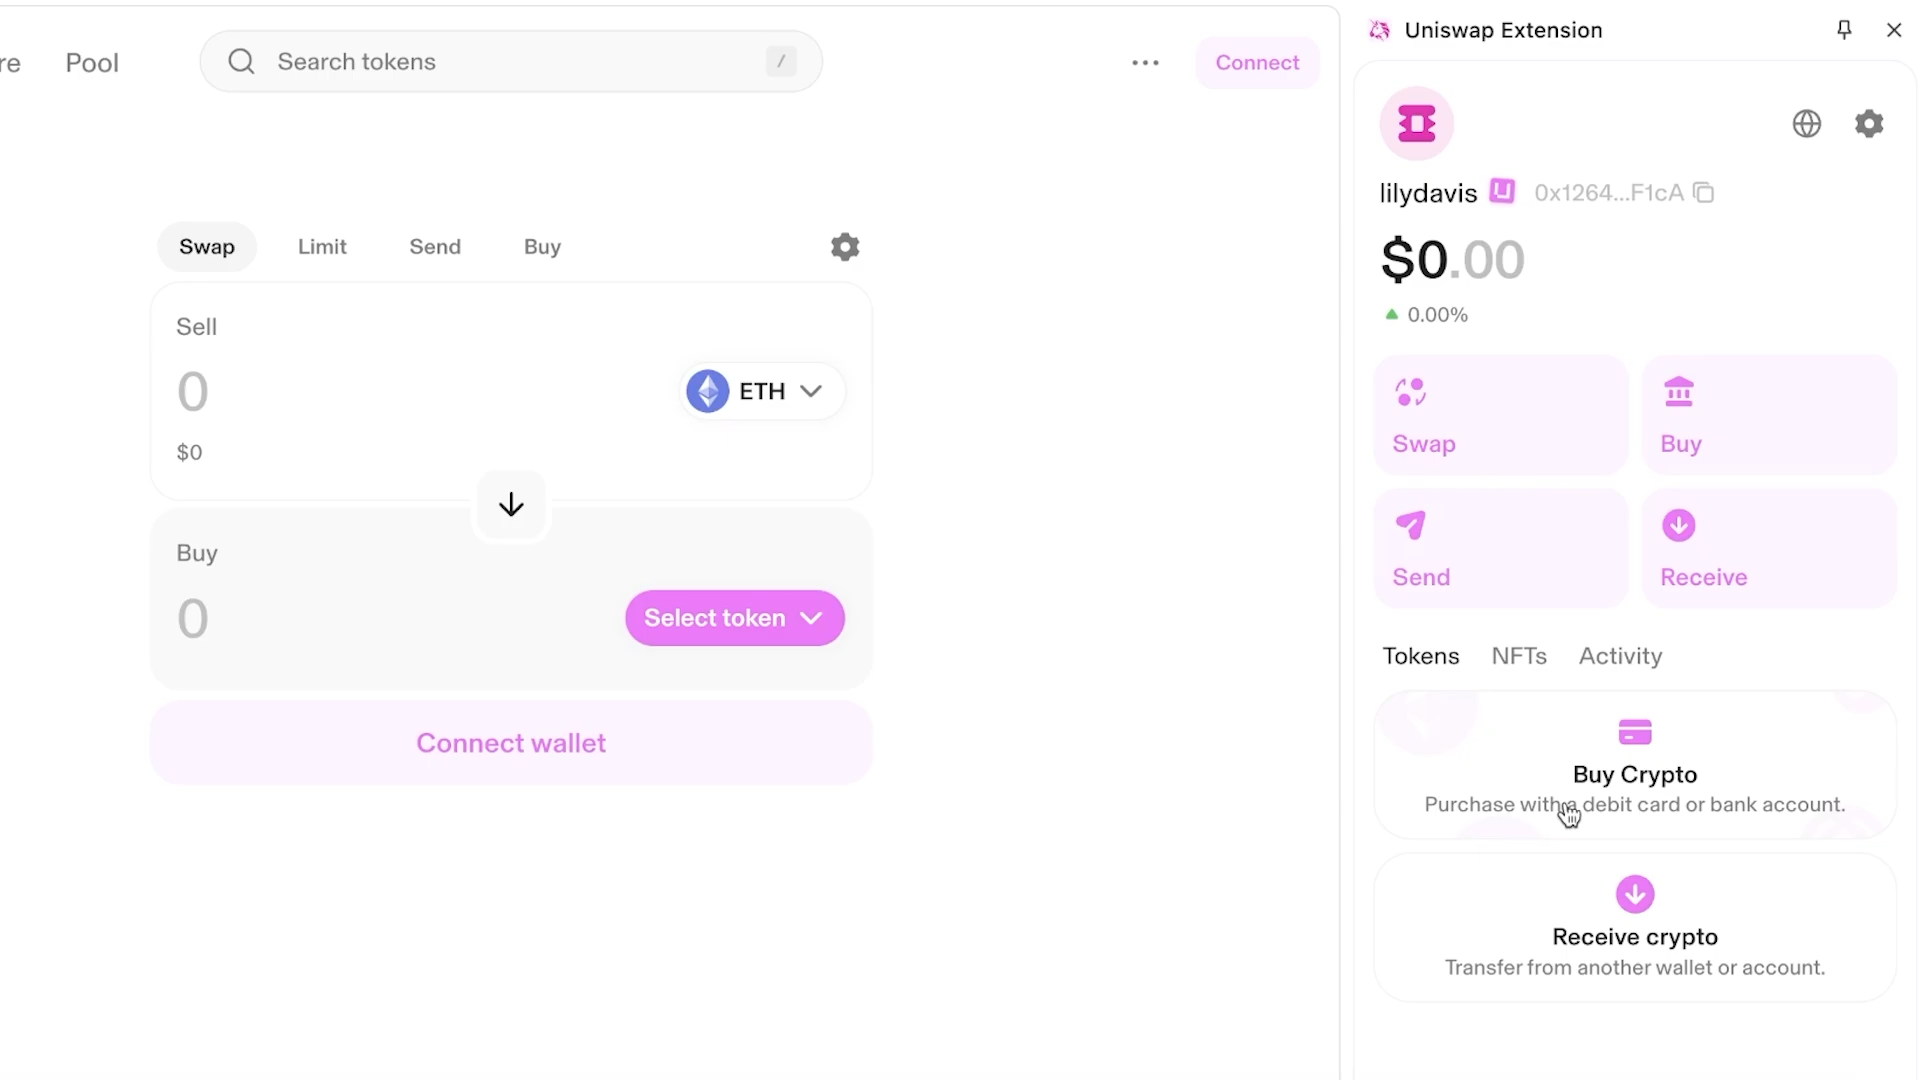 re
Pool
Search tokens
/
Connect
Swap
Limit
Send
Buy
Sell
0
ETH
$0
Buy
0
Select token
Connect wallet
Uniswap Extension
lilydavis
0x1264...F1cA
$0.00
0.00%
Swap
Buy
Send
Receive
Tokens
NFTs
Activity
Buy Crypto
Purchase with a debit card or bank account.
Receive crypto
Transfer from another wallet or account.